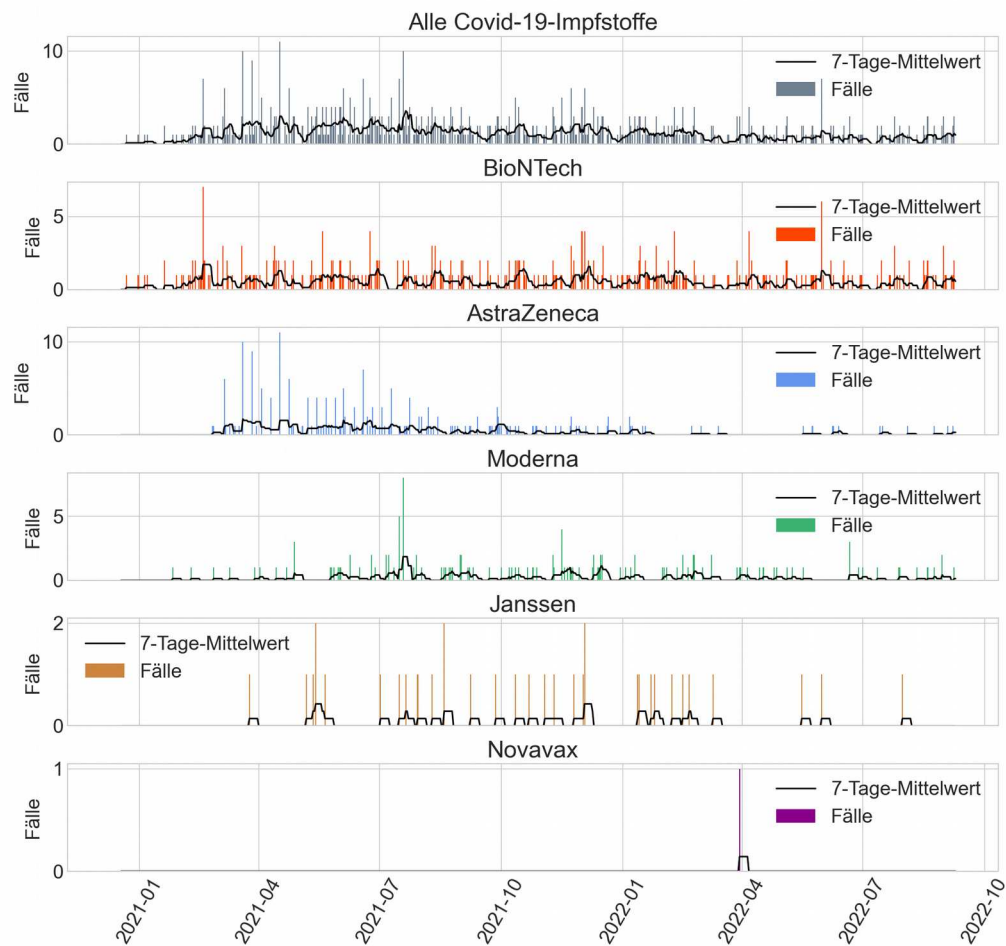 Alle Covid-19-Impfstoffe
10
0
Fälle
7-Tage-Mittelwert
Fälle
BioNTech
5
0
Fälle
7-Tage-Mittelwert
Fälle
AstraZeneca
10
0
Fälle
7-Tage-Mittelwert
Fälle
Moderna
5
0
Fälle
7-Tage-Mittelwert
Fälle
Janssen
2
1
0
Fälle
7-Tage-Mittelwert
Fälle
Novavax
1
0
Fälle
7-Tage-Mittelwert
Fälle
2021-01
2021-04
2021-07
2021-10
2022-01
2022-04
2022-07
2022-10